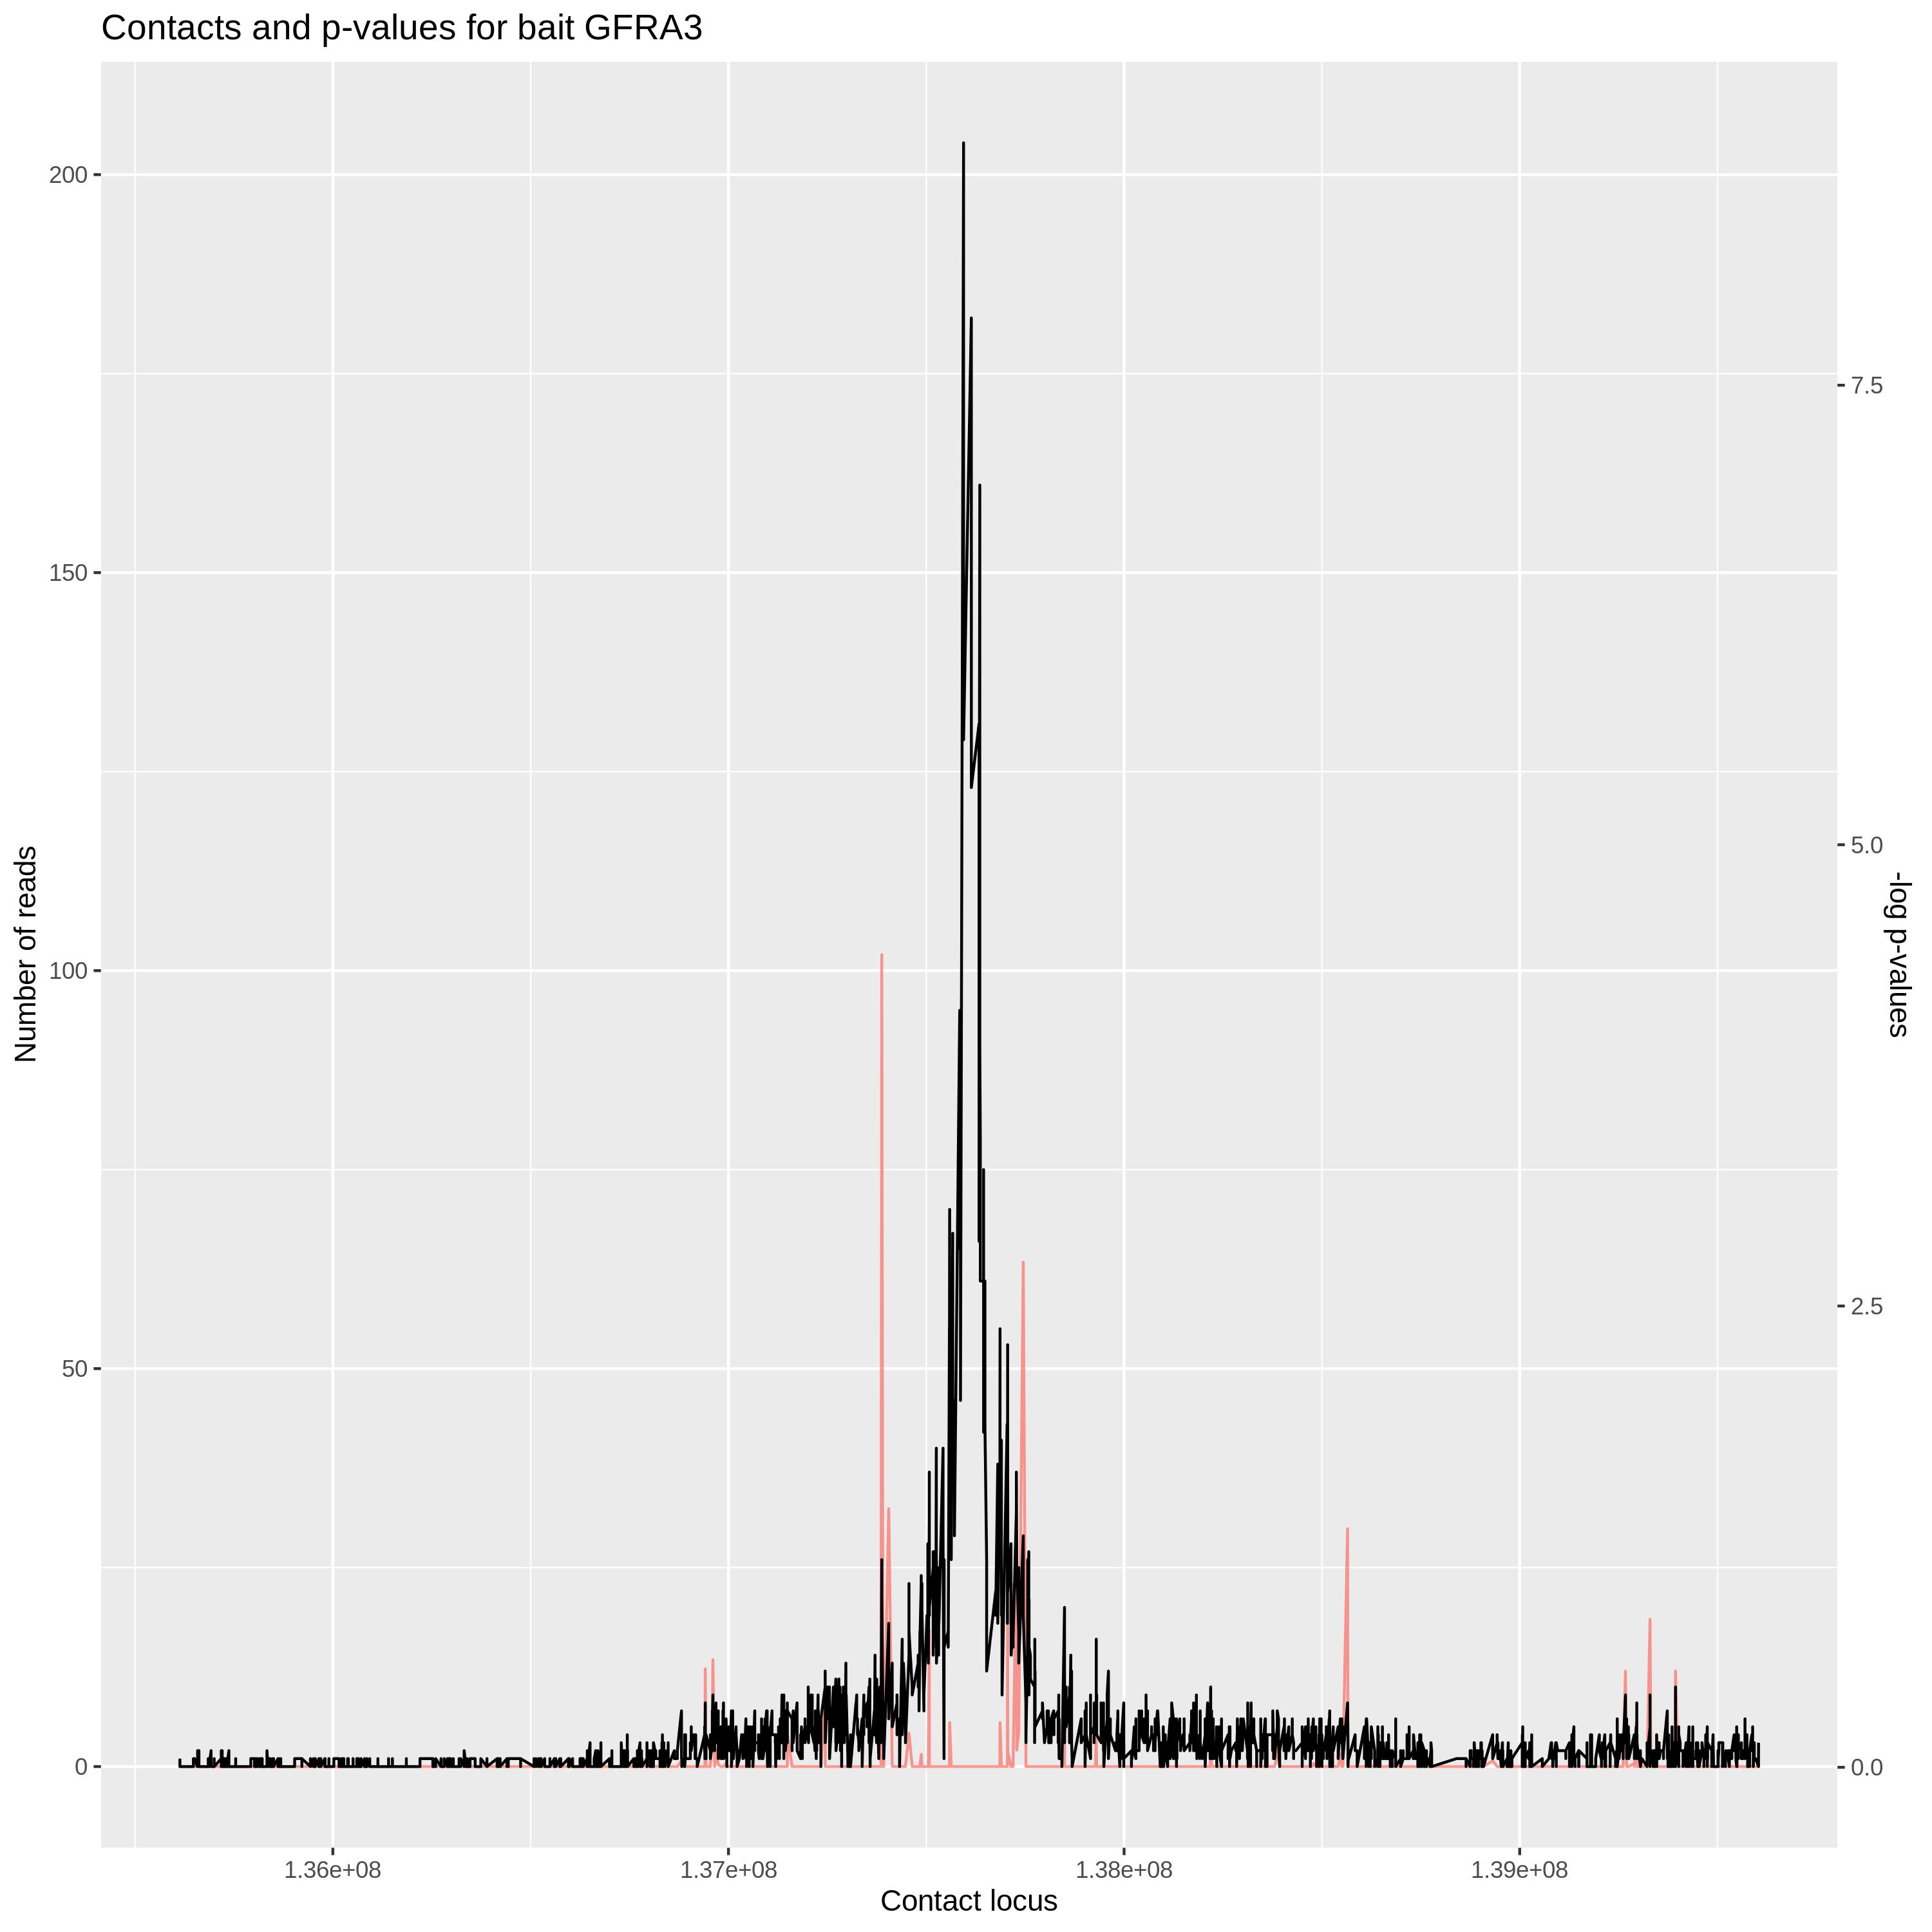 Contacts and p-values for bait GFRA3
200
150
100
50
0
Number of reads
7.5
5.0
2.5
0.0
-log p-values
1.36e+08
1.37e+08
1.38e+08
1.39e+08
Contact locus